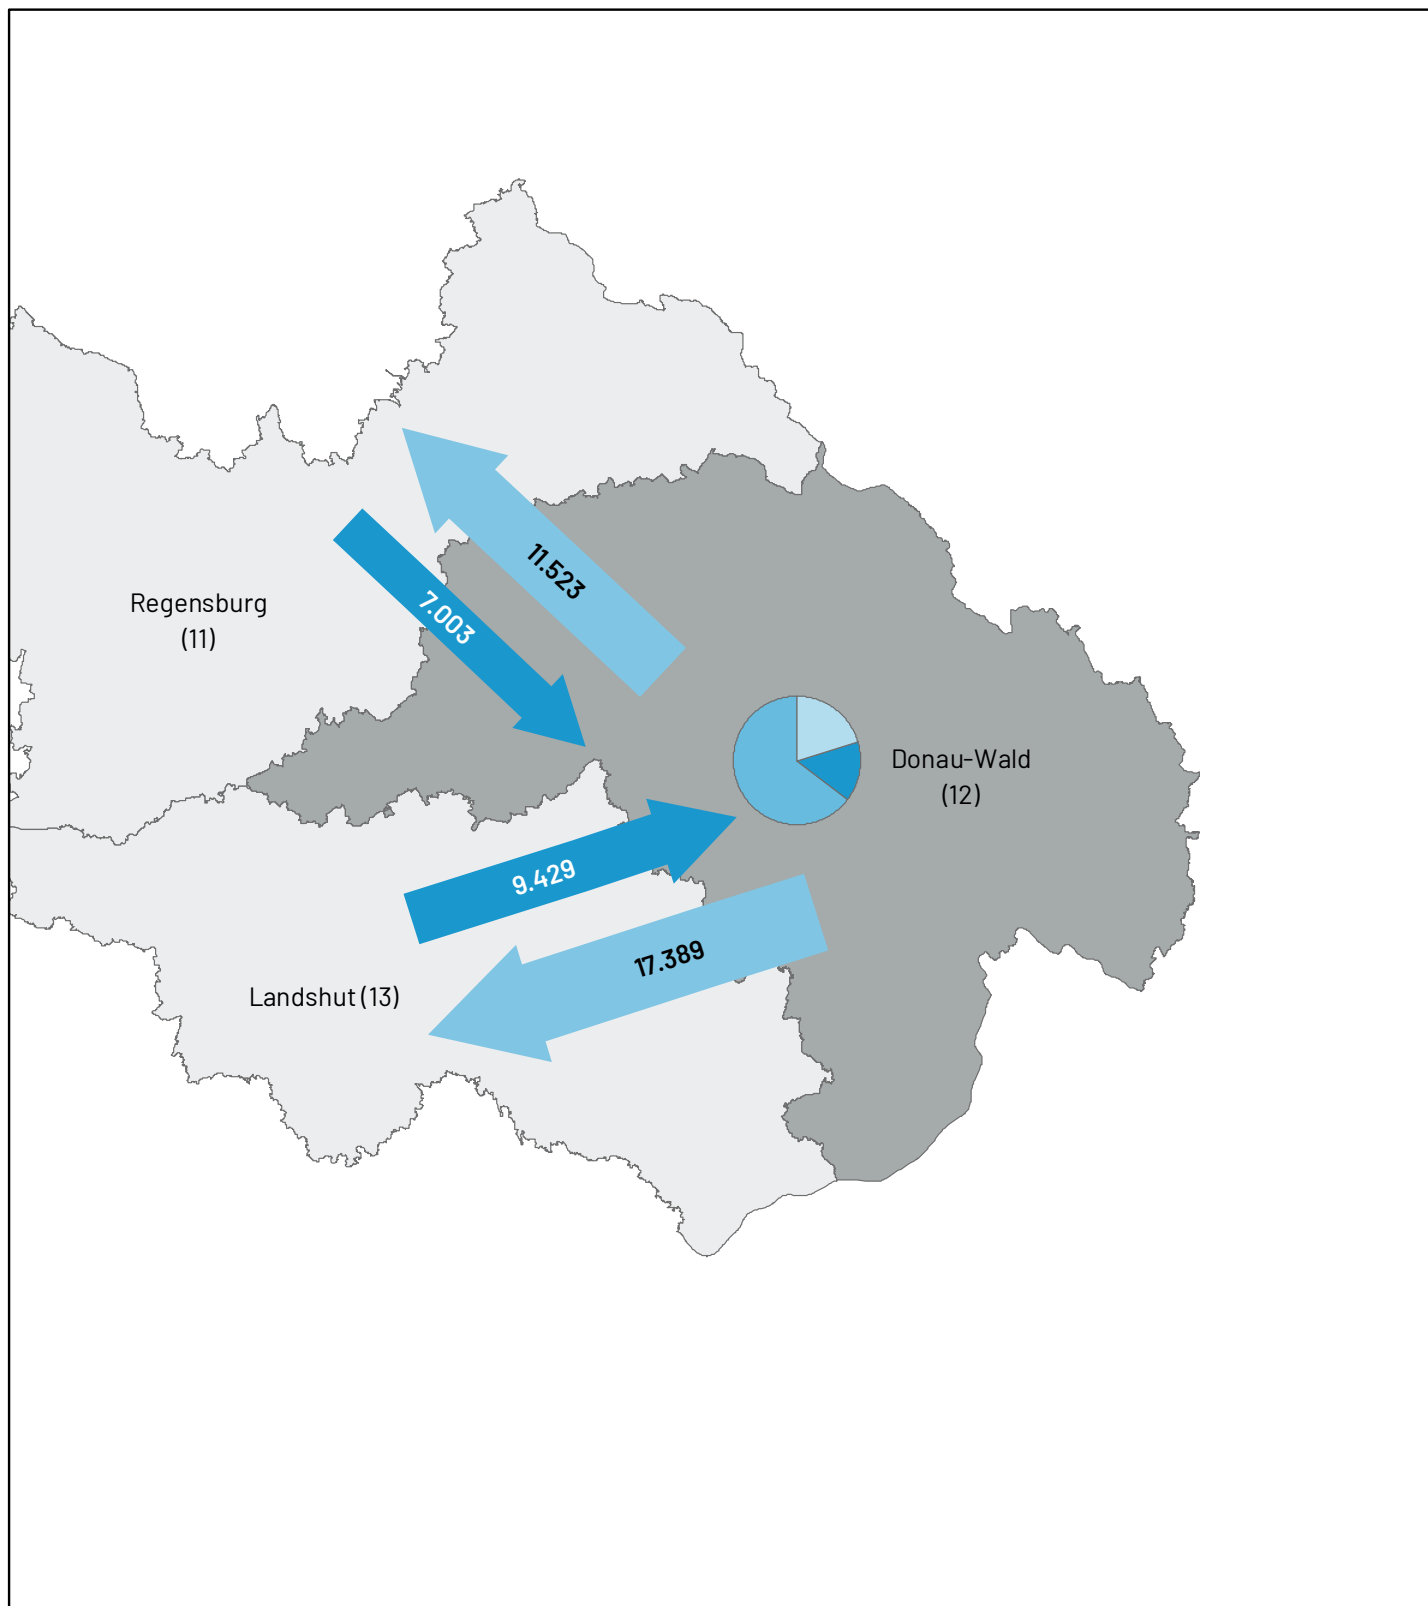 11.523
7.003
Regensburg
(11)
Donau-Wald
(12)
9.429
17.389
Landshut (13)